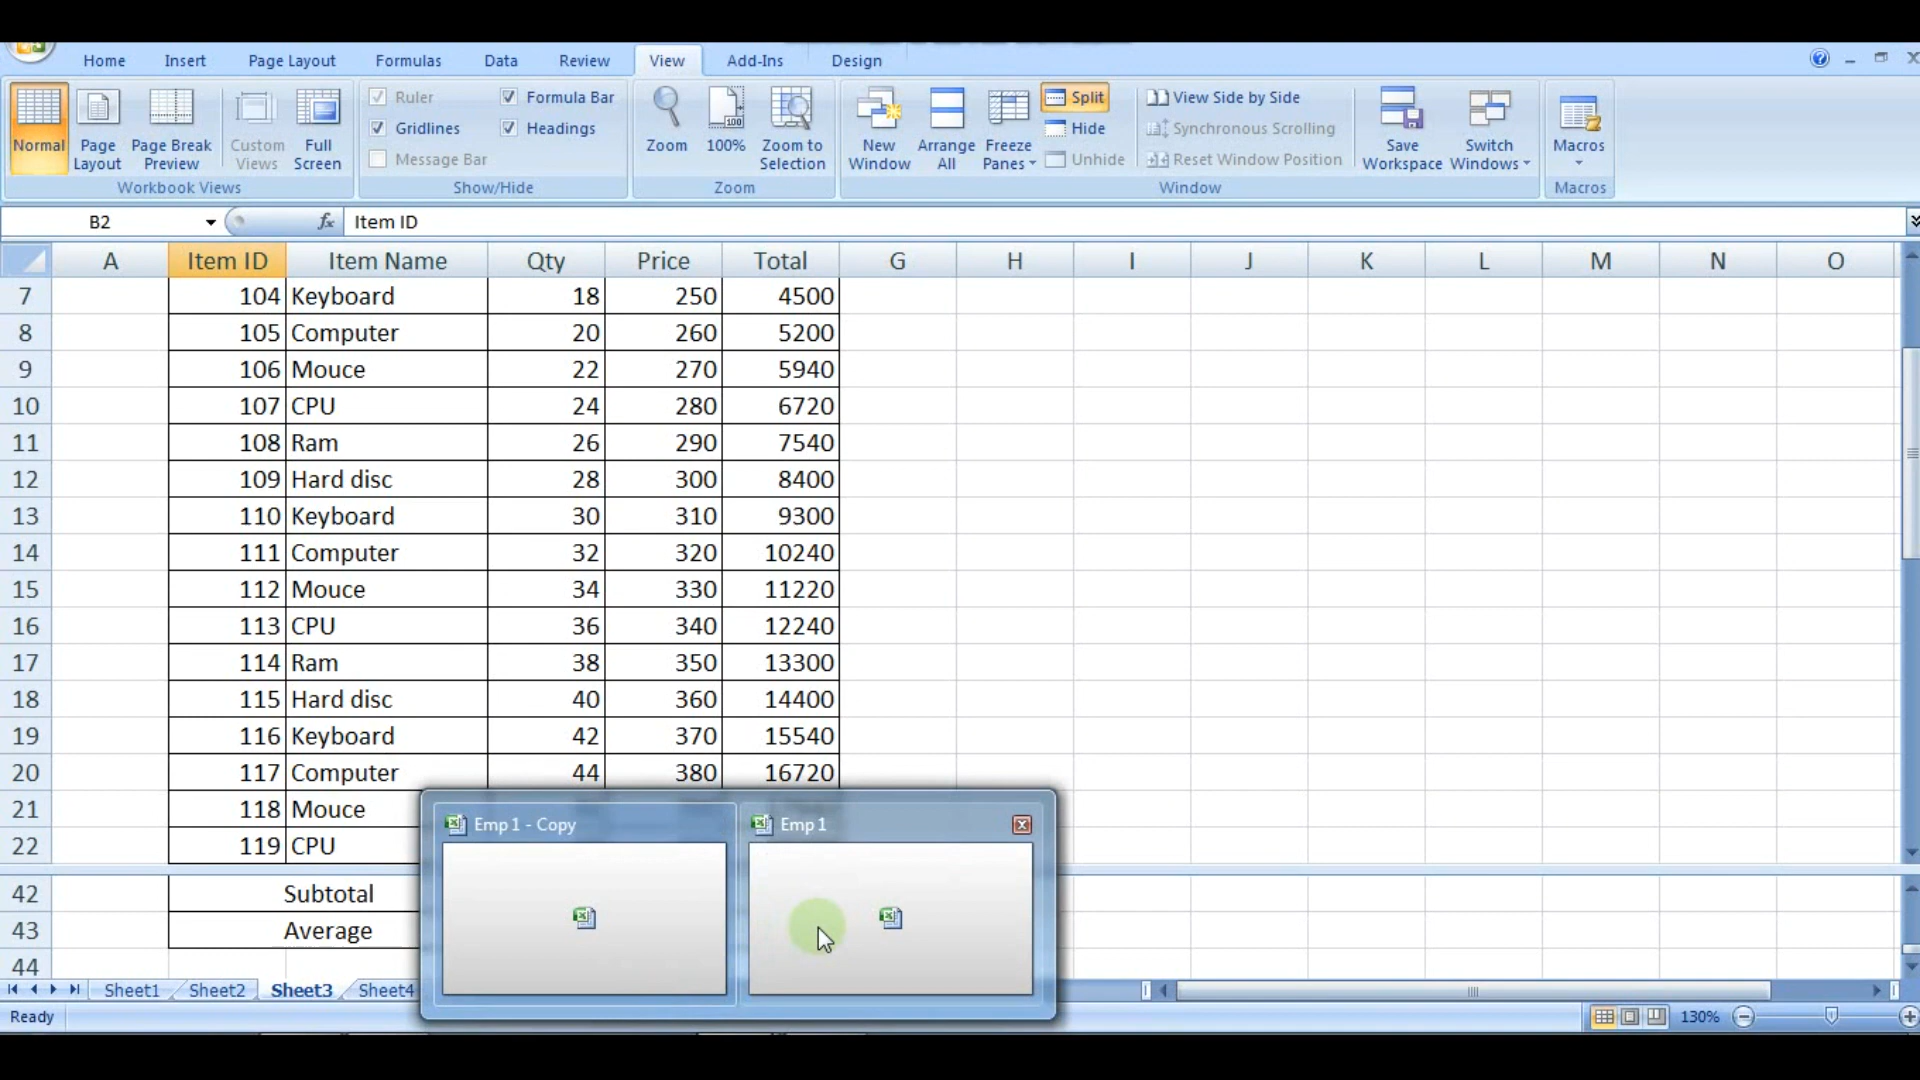 Home Insert Page Layout Formulas Data Review View Add-Ins Design
Normal
Page
Layout
Page Break
Preview
Custom
Views
Full
Screen
Workbook Views
Ruler
Formula Bar
Gridlines
Headings
Message Bar
Show/Hide
Zoom
100%
Zoom to
Selection
Zoom
New
Window
Arrange
All
Freeze
Panes
Split
Hide
Unhide
View Side by Side
Synchronous Scrolling
Reset Window Position
Save
Workspace
Switch
Windows
Window
Macros
Macros
B2 fx Item ID
A Item ID Item Name Qty Price Total G H I J K L M N O
7 104 Keyboard 18 250 4500
8 105 Computer 20 260 5200
9 106 Mouce 22 270 5940
10 107 CPU 24 280 6720
11 108 Ram 26 290 7540
12 109 Hard disc 28 300 8400
13 110 Keyboard 30 310 9300
14 111 Computer 32 320 10240
15 112 Mouce 34 330 11220
16 113 CPU 36 340 12240
17 114 Ram 38 350 13300
18 115 Hard disc 40 360 14400
19 116 Keyboard 42 370 15540
20 117 Computer 44 380 16720
21 118 Mouce
22 119 CPU
42 Subtotal
43 Average
44
Emp 1 - Copy Emp 1
Sheet1 Sheet2 Sheet3 Sheet4
Ready 130%